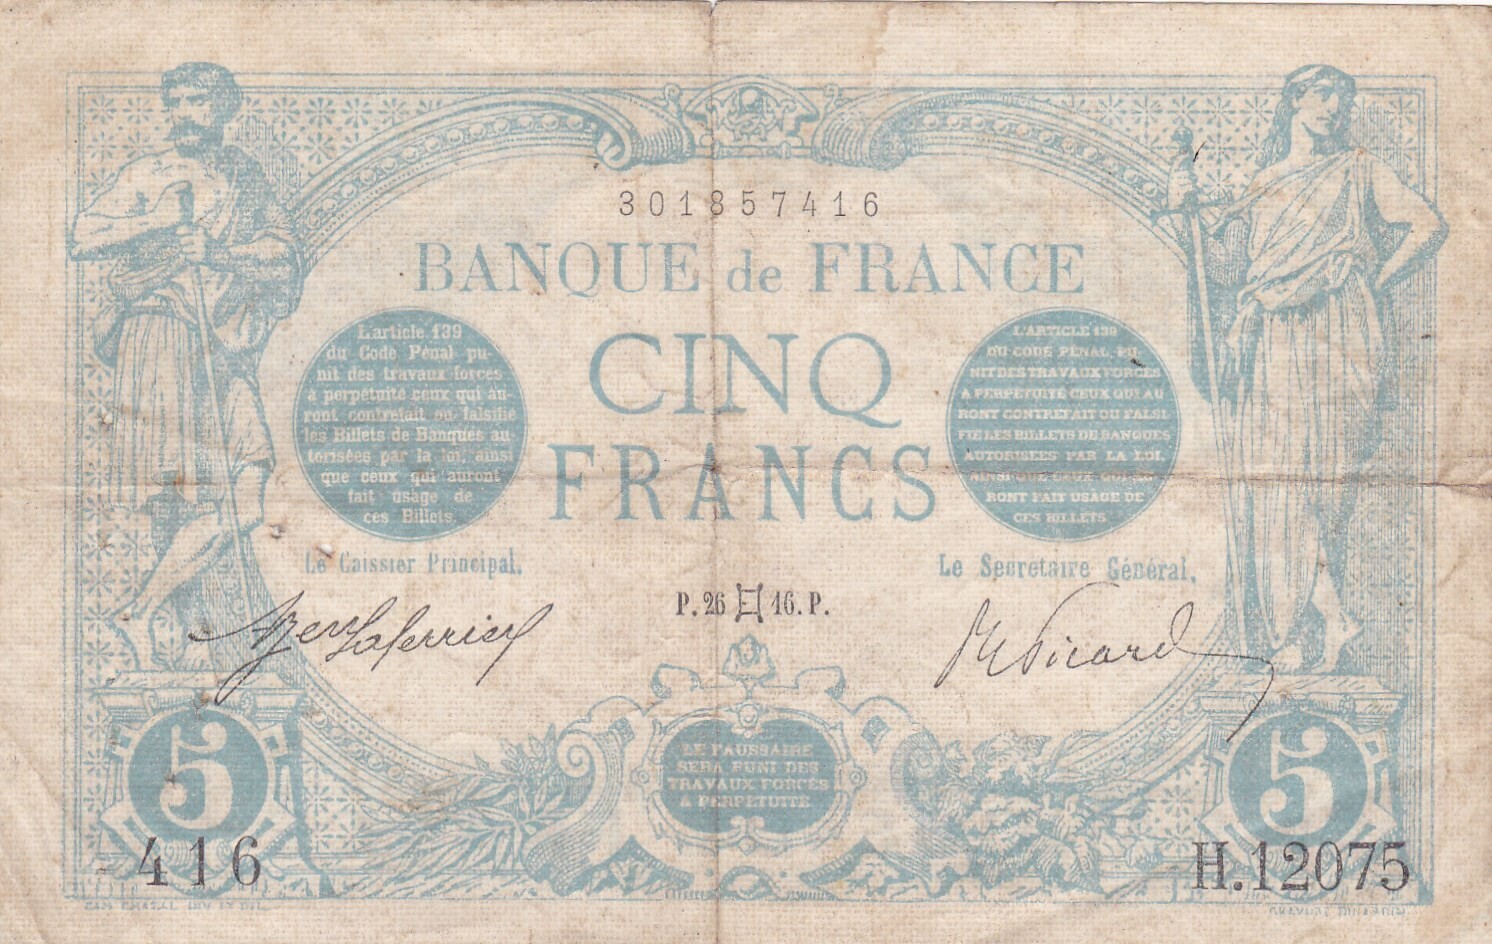 301857416
BANQUE de FRANCE
CINQ
FRANCS
L'article 139
du Code Pénal pu-
nit des travaux forcés
à perpétuité ceux qui au-
ront contrefait ou falsifié
les Billets de Banques au-
torisées par la loi, ainsi
que ceux qui auront
fait usage de
ces Billets.
L'ARTICLE 139
DU CODE PÉNAL PU
NIT DES TRAVAUX FORCÉS
A PERPÉTUITÉ CEUX QUI AU
RONT CONTREFAIT OU FALSI
FIE LES BILLETS DE BANQUES
AUTORISÉES PAR LA LOI,
AINSI QUE CEUX QUI AU
RONT FAIT USAGE DE
CES BILLETS
Le Caissier Principal,
Le Secrétaire Général,
P. 26 16. P.
Picard
LE FAUSSAIRE
SERA PUNI DES
TRAVAUX FORCÉS
A PERPÉTUITÉ
5
5
416
H.12075